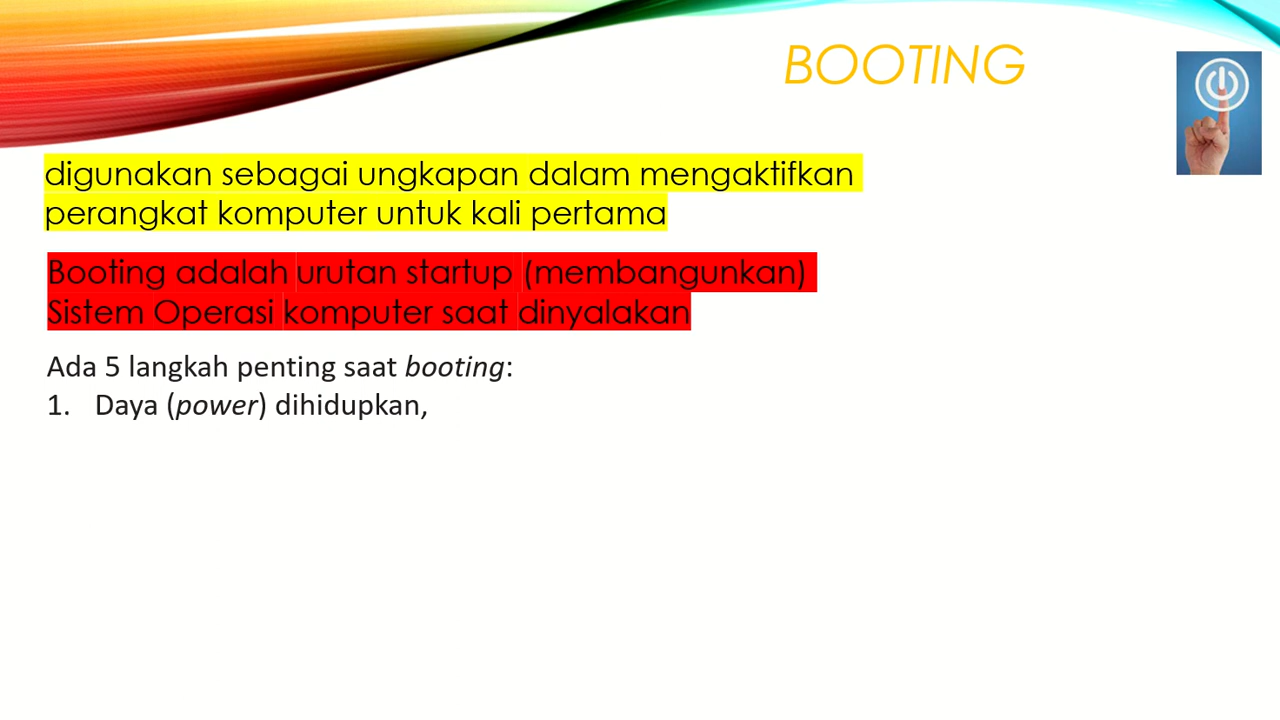 BOOTING
digunakan sebagai ungkapan dalam mengaktifkan
perangkat komputer untuk kali pertama
Booting adalah urutan startup (membangunkan)
Sistem Operasi komputer saat dinyalakan
Ada 5 langkah penting saat booting:
1. Daya (power) dihidupkan,